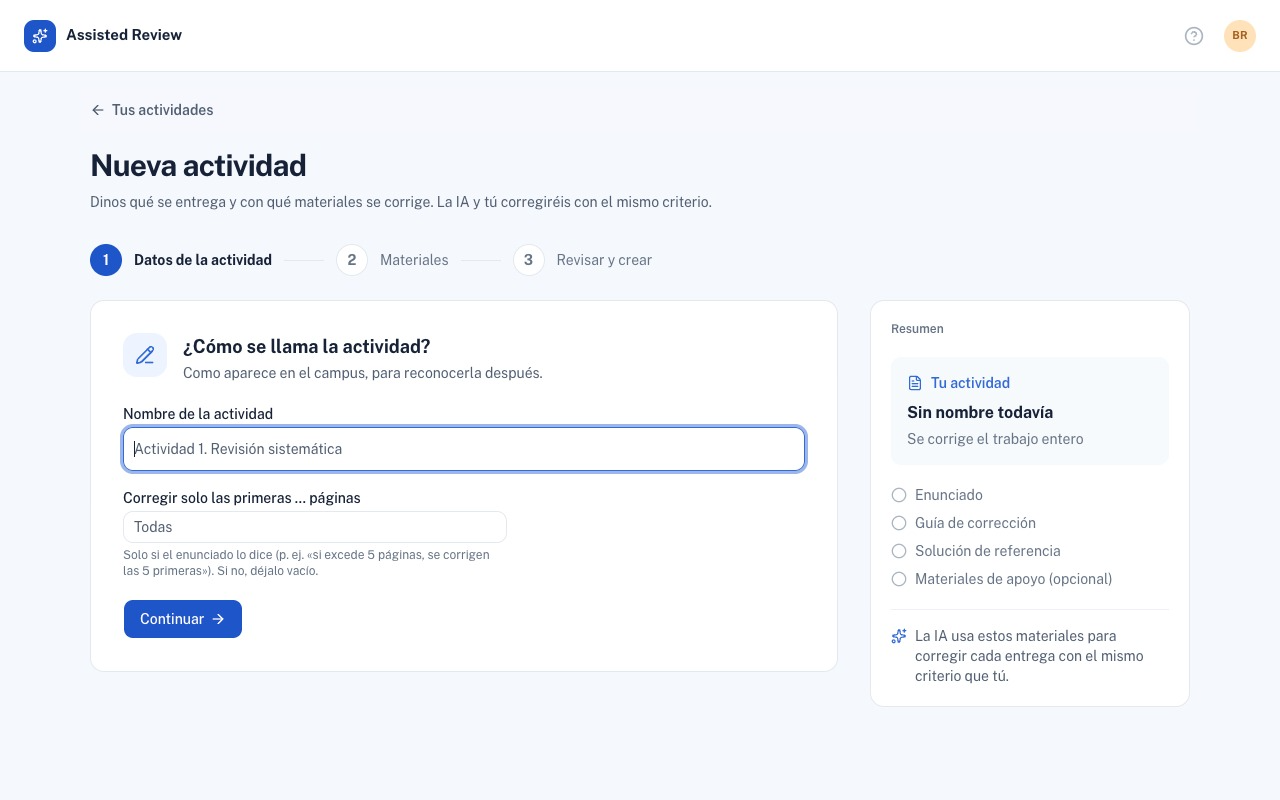 Assisted Review
BR
Tus actividades
Nueva actividad
Dinos qué se entrega y con qué materiales se corrige. La IA y tú corregiréis con el mismo criterio.
1 Datos de la actividad
2 Materiales
3 Revisar y crear
¿Cómo se llama la actividad?
Como aparece en el campus, para reconocerla después.
Nombre de la actividad
Actividad 1. Revisión sistemática
Corregir solo las primeras ... páginas
Todas
Solo si el enunciado lo dice (p. ej. «si excede 5 páginas, se corrigen
las 5 primeras»). Si no, déjalo vacío.
Continuar
Resumen
Tu actividad
Sin nombre todavía
Se corrige el trabajo entero
Enunciado
Guía de corrección
Solución de referencia
Materiales de apoyo (opcional)
La IA usa estos materiales para
corregir cada entrega con el mismo
criterio que tú.